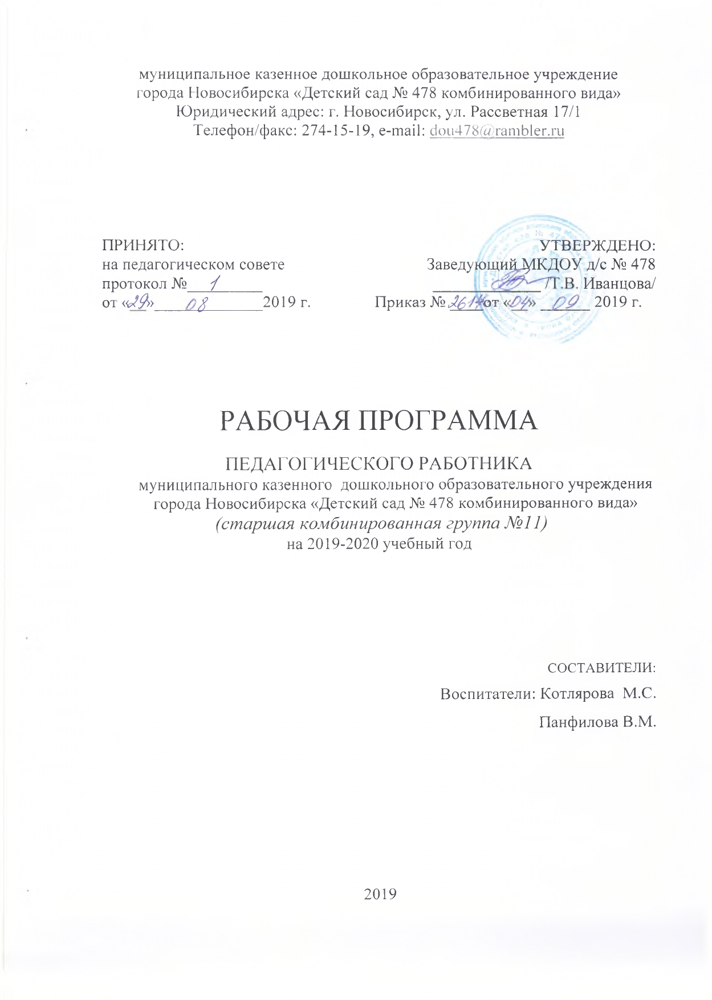 муниципальное казенное дошкольное образовательное учреждение
города Новосибирска «Детский сад № 478 комбинированного вида»
Юридический адрес: г. Новосибирск, ул. Рассветная 17/1
Телефон/факс: 274-15-19, e-mail: dou478@rambler.ru
ПРИНЯТО: УТВЕРЖДЕНО:
на педагогическом совете Заведующий МКДОУ д/с № 478
протокол № 1 /Т.В. Иванцова/
от «29» 08 2019 г. Приказ № от «04» 09 2019 г.
РАБОЧАЯ ПРОГРАММА
ПЕДАГОГИЧЕСКОГО РАБОТНИКА
муниципального казенного дошкольного образовательного учреждения
города Новосибирска «Детский сад № 478 комбинированного вида»
(старшая комбинированная группа №11)
на 2019-2020 учебный год
СОСТАВИТЕЛИ:
Воспитатели: Котлярова М.С.
Панфилова В.М.
2019